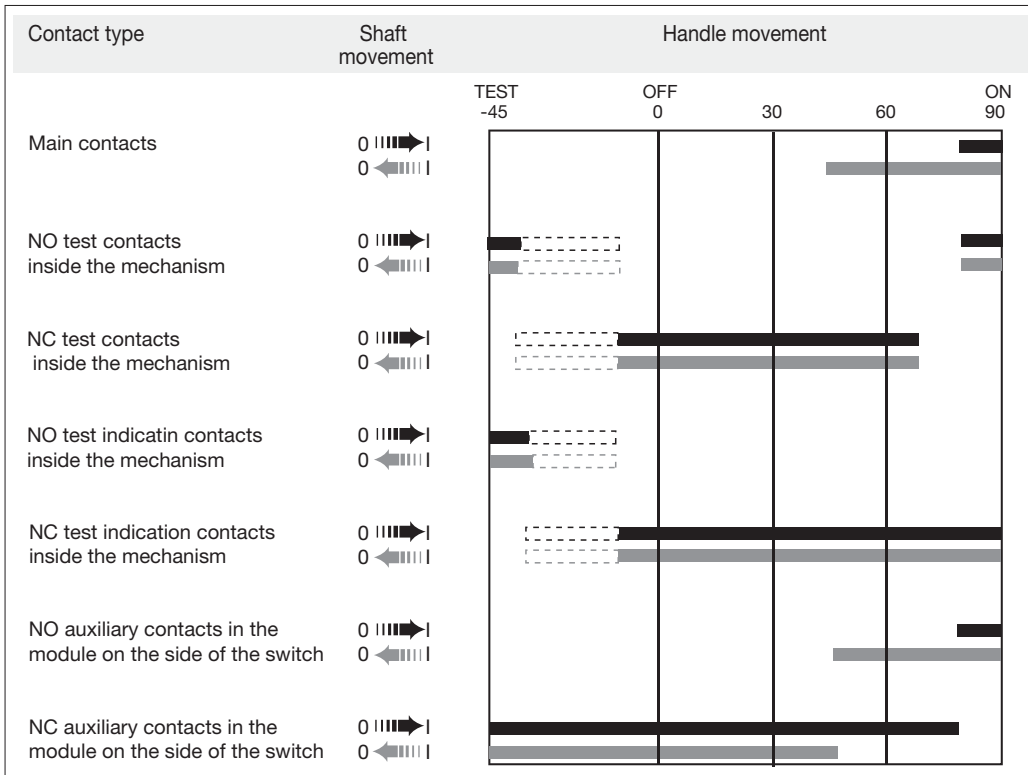 Contact type Shaft movement Handle movement
TEST OFF ON
-45 0 30 60 90
Main contacts 0 I
0 I
NO test contacts 0 I
inside the mechanism 0 I
NC test contacts 0 I
inside the mechanism 0 I
NO test indicatin contacts 0 I
inside the mechanism 0 I
NC test indication contacts 0 I
inside the mechanism 0 I
NO auxiliary contacts in the 0 I
module on the side of the switch 0 I
NC auxiliary contacts in the 0 I
module on the side of the switch 0 I